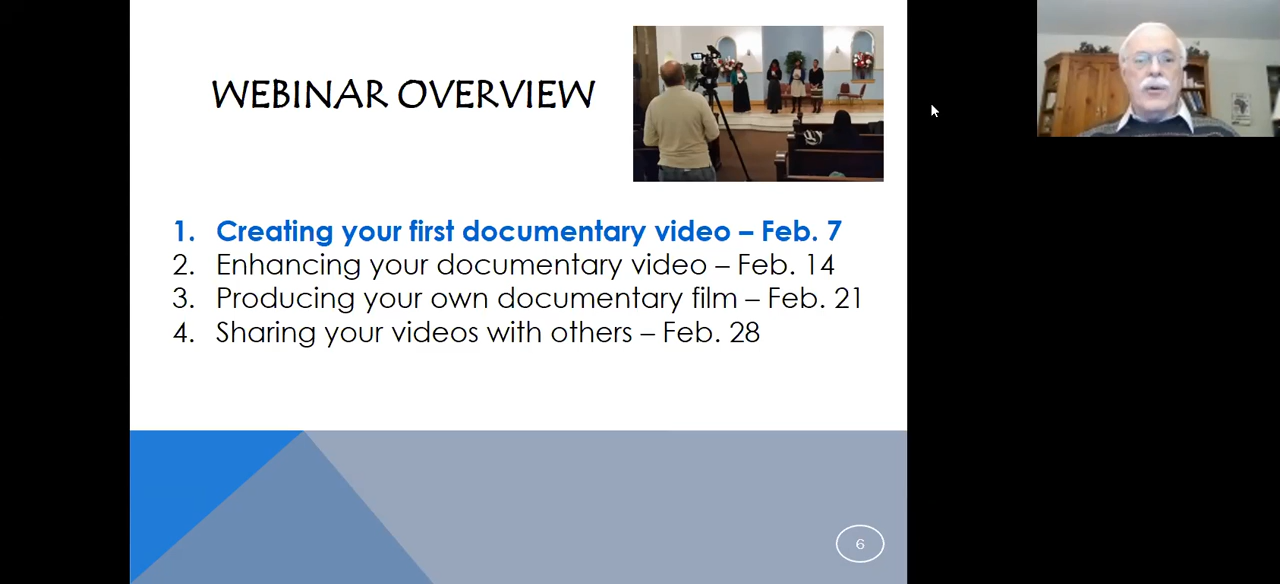 WEBINAR OVERVIEW
1. Creating your first documentary video – Feb. 7
2. Enhancing your documentary video – Feb. 14
3. Producing your own documentary film – Feb. 21
4. Sharing your videos with others – Feb. 28
6